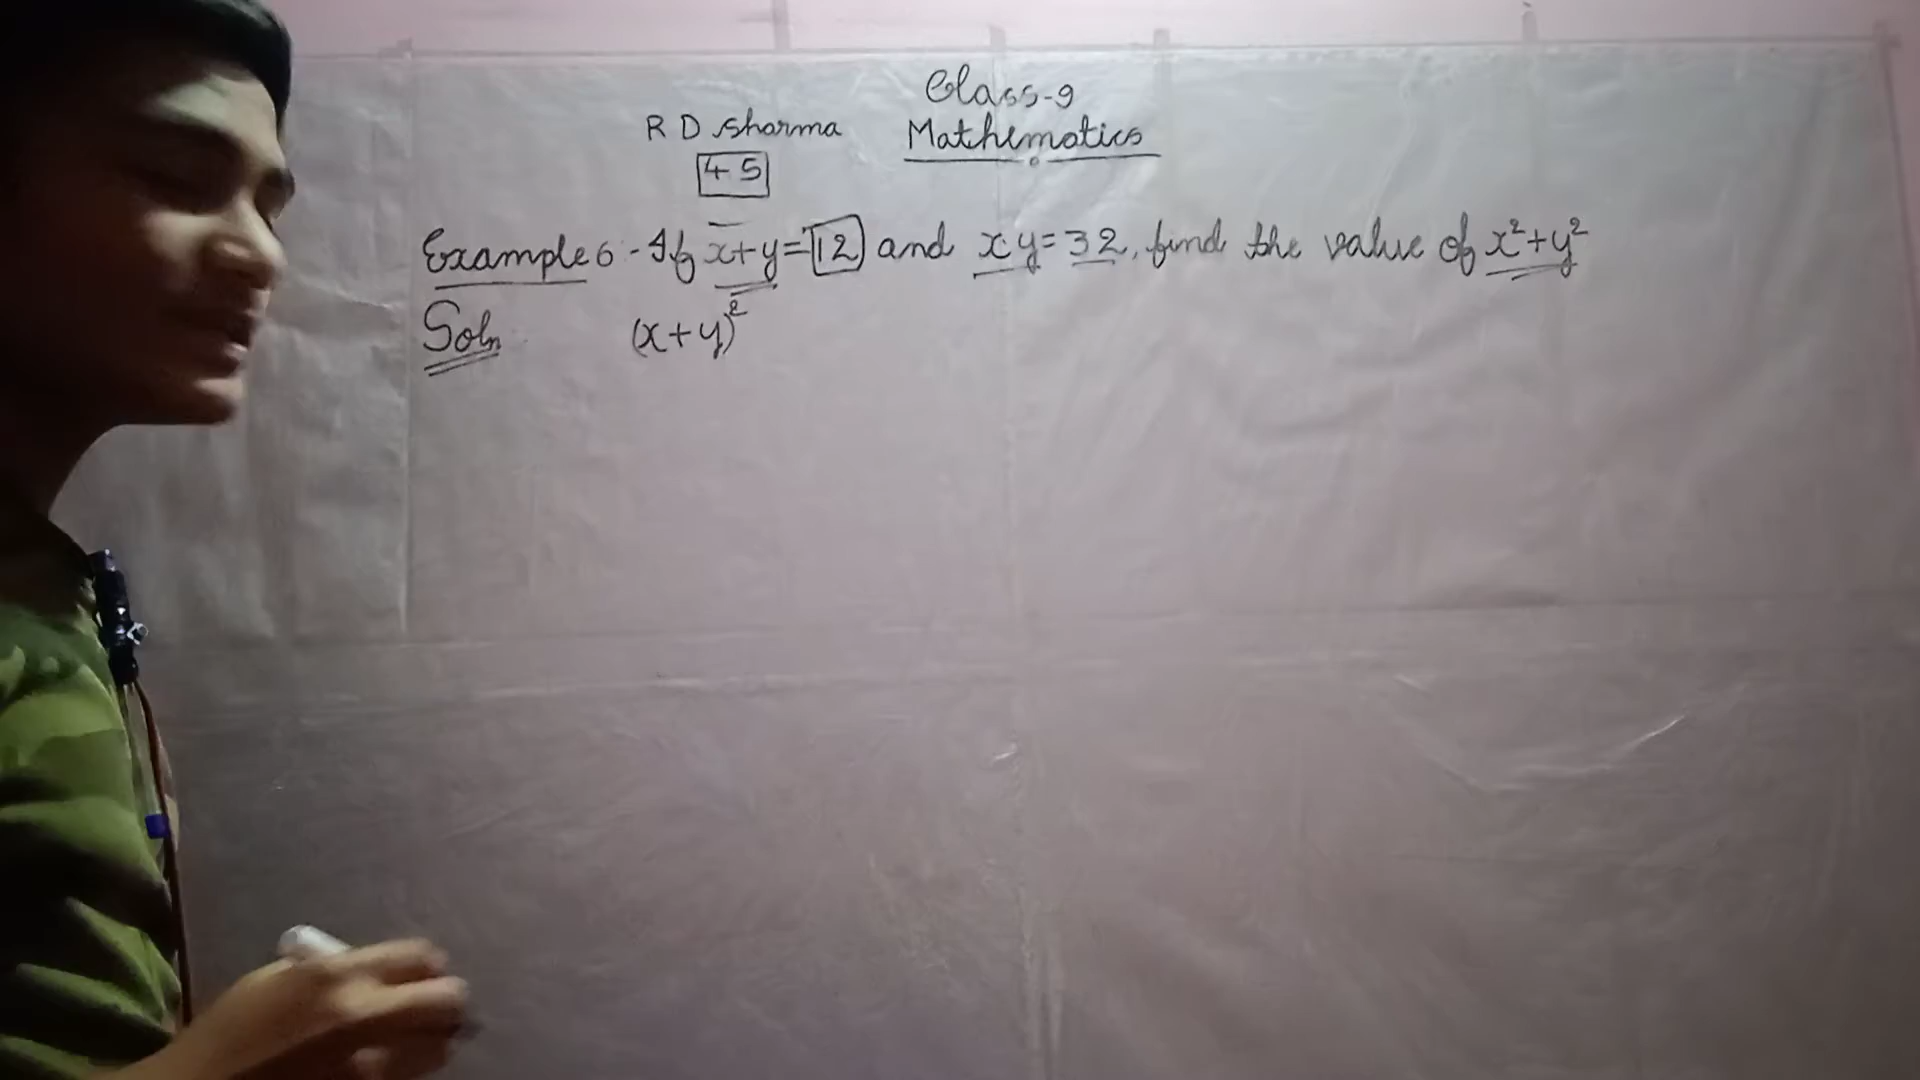 Class-9
R D Sharma Mathematics
45
Example 6 :- If x+y=12 and xy=32, find the value of x²+y²
Soln (x+y)²